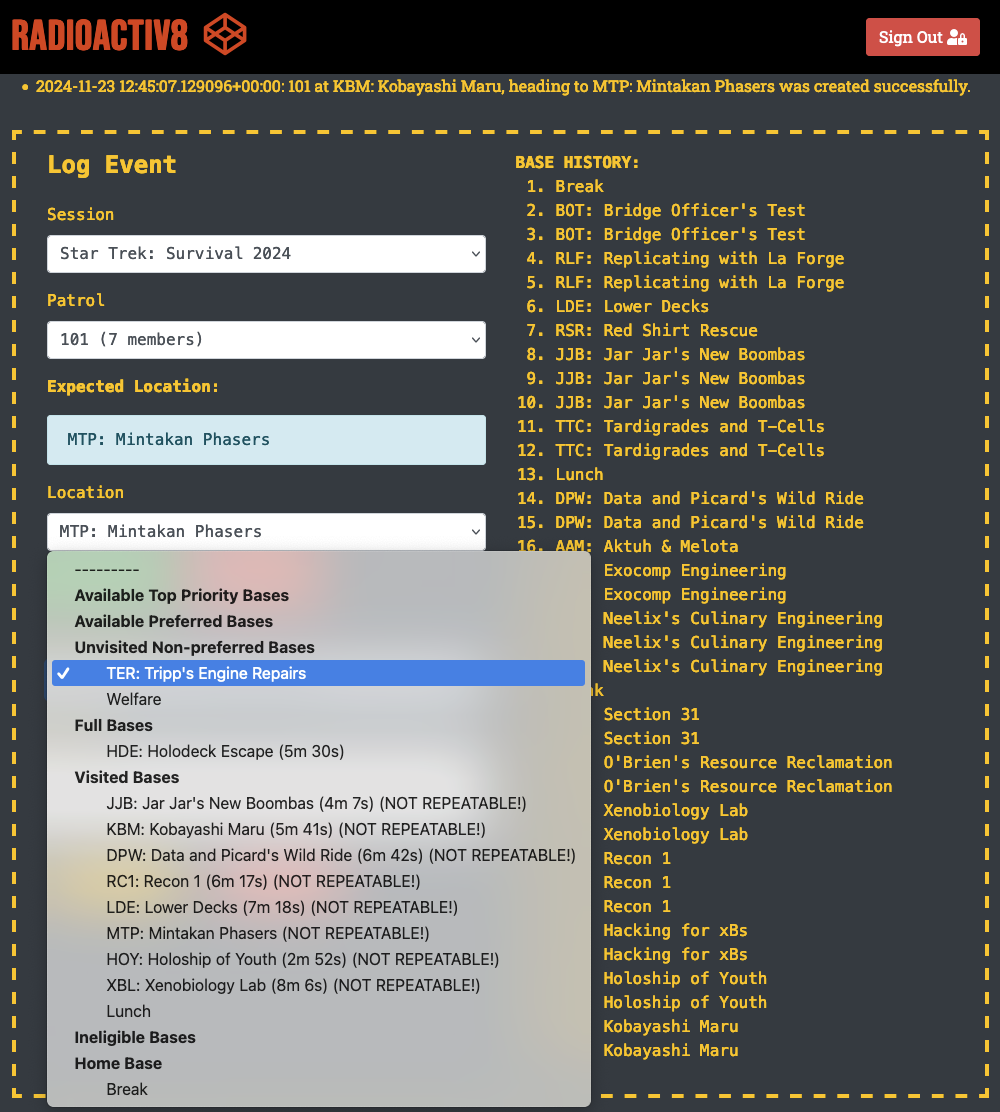 RADIOACTIV8
Sign Out
• 2024-11-23 12:45:07.129096+00:00: 101 at KBM: Kobayashi Maru, heading to MTP: Mintakan Phasers was created successfully.
Log Event
Session
Star Trek: Survival 2024
Patrol
101 (7 members)
Expected Location:
MTP: Mintakan Phasers
Location
MTP: Mintakan Phasers
---------
Available Top Priority Bases
Available Preferred Bases
Unvisited Non-preferred Bases
✓ TER: Tripp's Engine Repairs
Welfare
Full Bases
HDE: Holodeck Escape (5m 30s)
Visited Bases
JJB: Jar Jar's New Boombas (4m 7s) (NOT REPEATABLE!)
KBM: Kobayashi Maru (5m 41s) (NOT REPEATABLE!)
DPW: Data and Picard's Wild Ride (6m 42s) (NOT REPEATABLE!)
RC1: Recon 1 (6m 17s) (NOT REPEATABLE!)
LDE: Lower Decks (7m 18s) (NOT REPEATABLE!)
MTP: Mintakan Phasers (NOT REPEATABLE!)
HOY: Holoship of Youth (2m 52s) (NOT REPEATABLE!)
XBL: Xenobiology Lab (8m 6s) (NOT REPEATABLE!)
Lunch
Ineligible Bases
Home Base
Break
BASE HISTORY:
1. Break
2. BOT: Bridge Officer's Test
3. BOT: Bridge Officer's Test
4. RLF: Replicating with La Forge
5. RLF: Replicating with La Forge
6. LDE: Lower Decks
7. RSR: Red Shirt Rescue
8. JJB: Jar Jar's New Boombas
9. JJB: Jar Jar's New Boombas
10. JJB: Jar Jar's New Boombas
11. TTC: Tardigrades and T-Cells
12. TTC: Tardigrades and T-Cells
13. Lunch
14. DPW: Data and Picard's Wild Ride
15. DPW: Data and Picard's Wild Ride
16. AAM: Aktuh & Melota
Exocomp Engineering
Exocomp Engineering
Neelix's Culinary Engineering
Neelix's Culinary Engineering
Neelix's Culinary Engineering
k
Section 31
Section 31
O'Brien's Resource Reclamation
O'Brien's Resource Reclamation
Xenobiology Lab
Xenobiology Lab
Recon 1
Recon 1
Recon 1
Hacking for xBs
Hacking for xBs
Holoship of Youth
Holoship of Youth
Kobayashi Maru
Kobayashi Maru